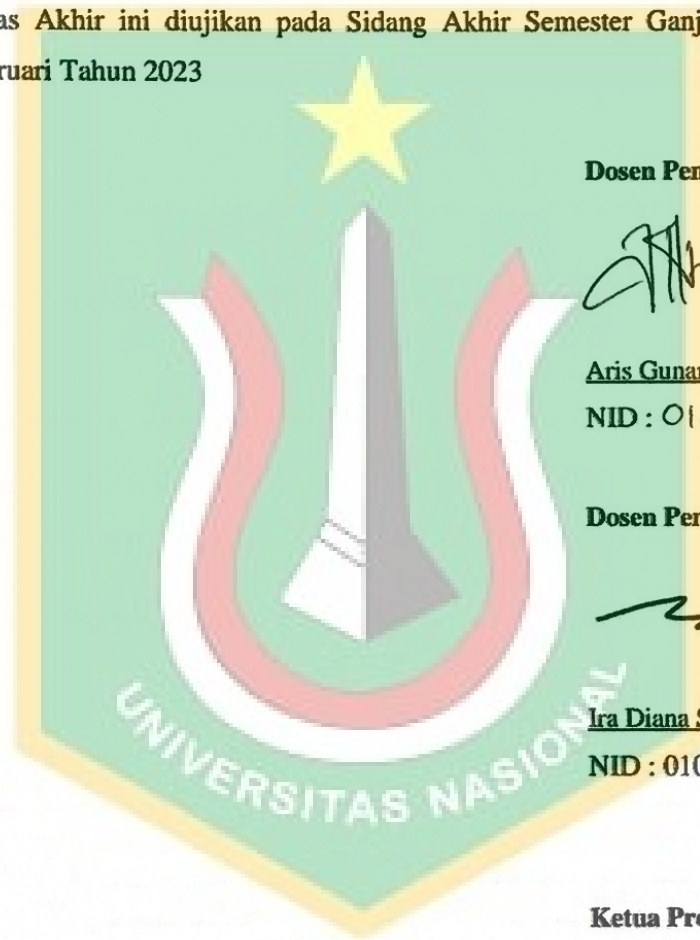 as Akhir ini diujikan pada Sidang Akhir Semester Ganj
ruari Tahun 2023
Dosen Pen
Aris Gunar
NID : 01
Dosen Pen
Ira Diana S
NID : 010
UNIVERSITAS NASIONAL
Ketua Pro